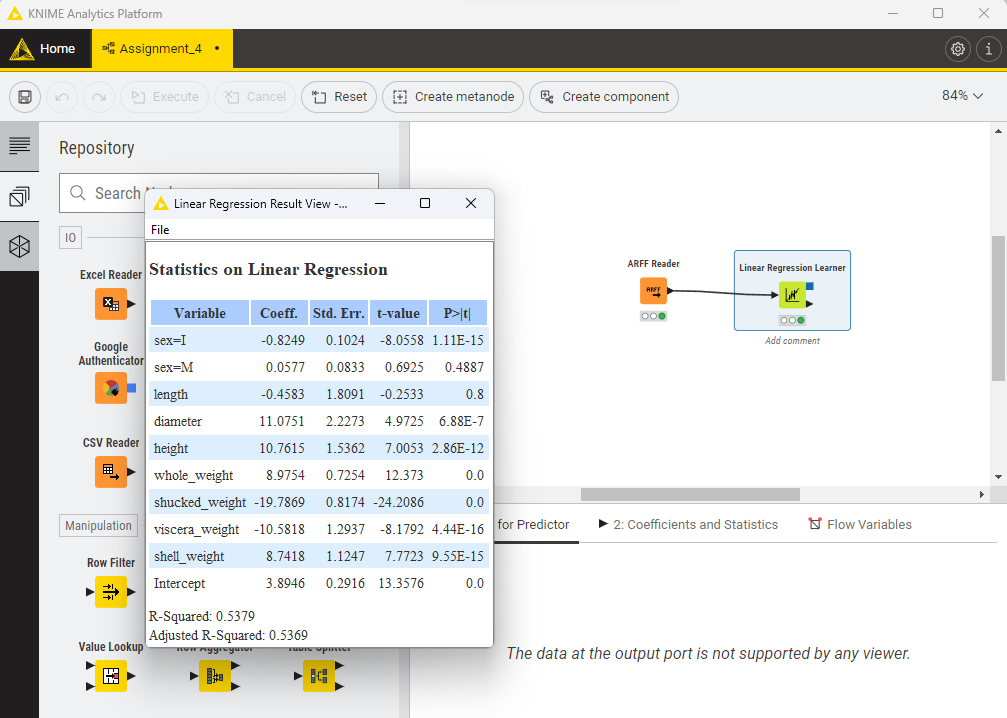 KNIME Analytics Platform
Home
Assignment_4
Execute
Cancel
Reset
Create metanode
Create component
84%
Repository
Search
IO
Excel Reader
Google
Authenticator
CSV Reader
Manipulation
Row Filter
Value Lookup
Row Aggregator
Table Splitter
Linear Regression Result View -...
File
Statistics on Linear Regression
Variable Coeff. Std. Err. t-value P>|t|
sex=I -0.8249 0.1024 -8.0558 1.11E-15
sex=M 0.0577 0.0833 0.6925 0.4887
length -0.4583 1.8091 -0.2533 0.8
diameter 11.0751 2.2273 4.9725 6.88E-7
height 10.7615 1.5362 7.0053 2.86E-12
whole_weight 8.9754 0.7254 12.373 0.0
shucked_weight -19.7869 0.8174 -24.2086 0.0
viscera_weight -10.5818 1.2937 -8.1792 4.44E-16
shell_weight 8.7418 1.1247 7.7723 9.55E-15
Intercept 3.8946 0.2916 13.3576 0.0
R-Squared: 0.5379
Adjusted R-Squared: 0.5369
ARFF Reader
ARFF
Linear Regression Learner
Add comment
for Predictor
2: Coefficients and Statistics
Flow Variables
The data at the output port is not supported by any viewer.